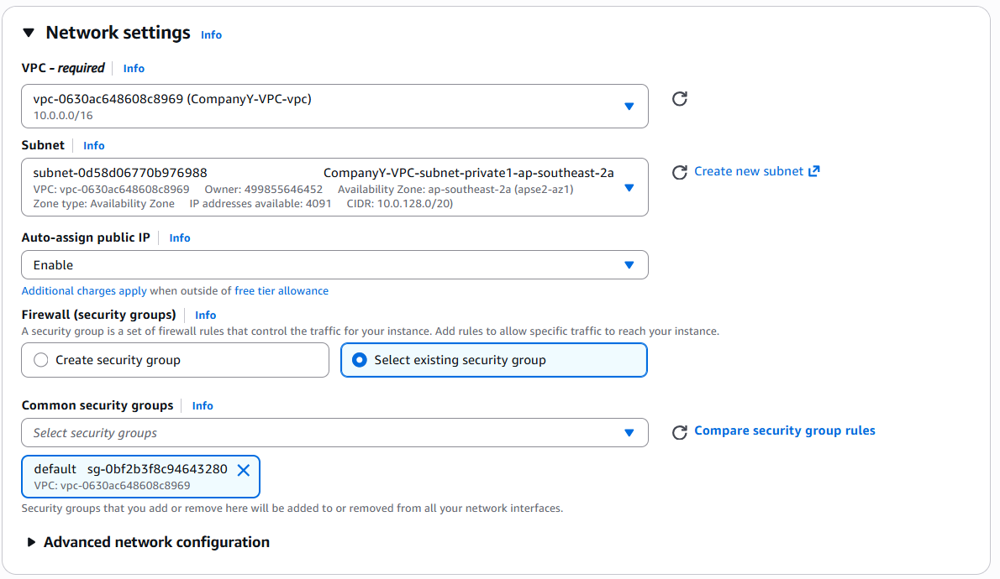 Network settings Info
VPC - required Info
vpc-0630ac648608c8969 (CompanyY-VPC-vpc)
10.0.0.0/16
Subnet Info
subnet-0d58d06770b976988 CompanyY-VPC-subnet-private1-ap-southeast-2a
VPC: vpc-0630ac648608c8969 Owner: 499855646452 Availability Zone: ap-southeast-2a (apse2-az1)
Zone type: Availability Zone IP addresses available: 4091 CIDR: 10.0.128.0/20)
Create new subnet
Auto-assign public IP Info
Enable
Additional charges apply when outside of free tier allowance
Firewall (security groups) Info
A security group is a set of firewall rules that control the traffic for your instance. Add rules to allow specific traffic to reach your instance.
Create security group
Select existing security group
Common security groups Info
Select security groups
Compare security group rules
default sg-0bf2b3f8c94643280
VPC: vpc-0630ac648608c8969
Security groups that you add or remove here will be added to or removed from all your network interfaces.
Advanced network configuration